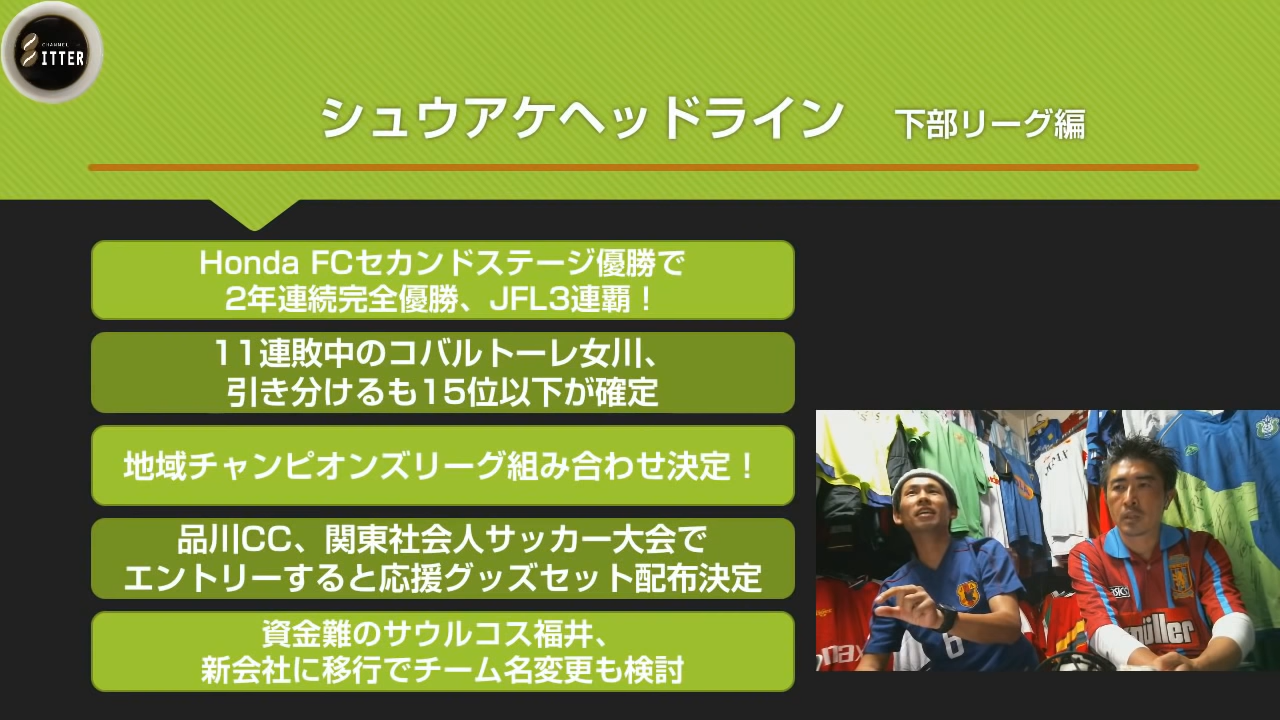 CHANNEL
ITTER
シュウアケヘッドライン 下部リーグ編
Honda FCセカンドステージ優勝で
2年連続完全優勝、JFL3連覇！
11連敗中のコバルトーレ女川、
引き分けるも15位以下が確定
地域チャンピオンズリーグ組み合わせ決定！
品川CC、関東社会人サッカー大会で
エントリーすると応援グッズセット配布決定
資金難のサウルコス福井、
新会社に移行でチーム名変更も検討
6
asics
müller